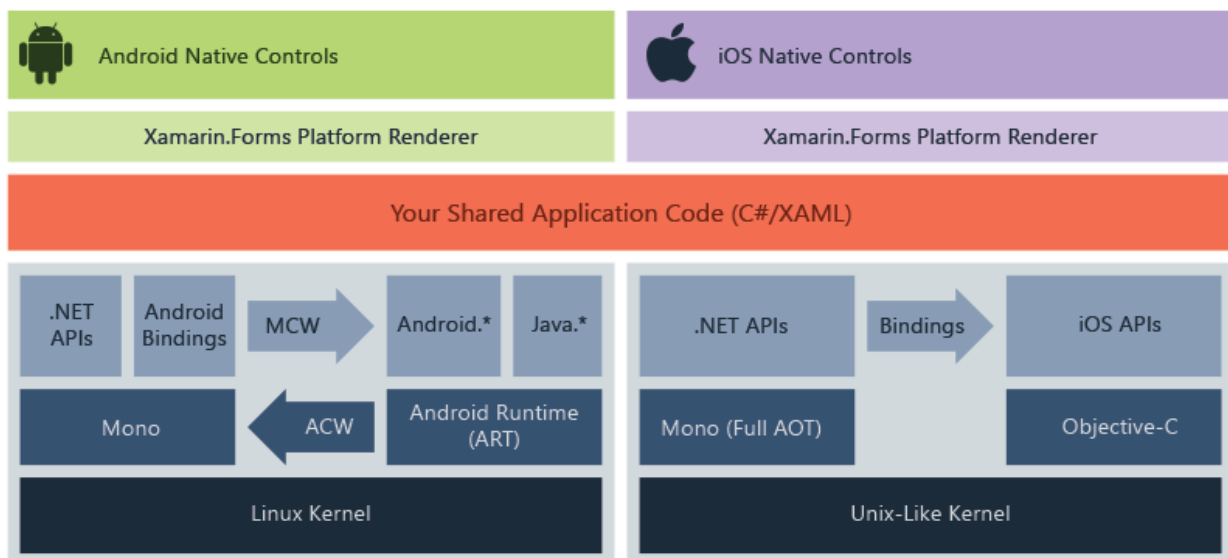 Android Native Controls
iOS Native Controls
Xamarin.Forms Platform Renderer
Xamarin.Forms Platform Renderer
Your Shared Application Code (C#/XAML)
.NET
APIs
Android
Bindings
MCW
Android.*
Java.*
.NET APIs
Bindings
iOS APIs
Mono
ACW
Android Runtime
(ART)
Mono (Full AOT)
Objective-C
Linux Kernel
Unix-Like Kernel